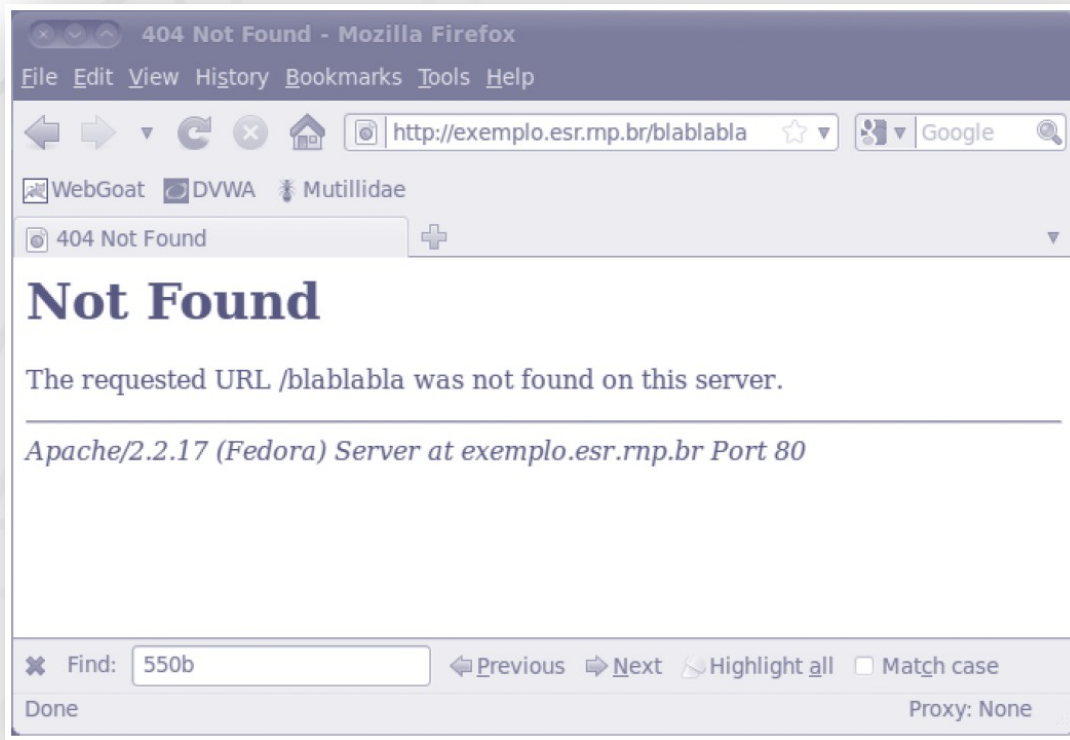 404 Not Found - Mozilla Firefox
File Edit View History Bookmarks Tools Help
http://exemplo.esr.rnp.br/blablabla Google
WebGoat DVWA Mutillidae
404 Not Found
Not Found
The requested URL /blablabla was not found on this server.
Apache/2.2.17 (Fedora) Server at exemplo.esr.rnp.br Port 80
Find: 550b Previous Next Highlight all Match case
Done Proxy: None